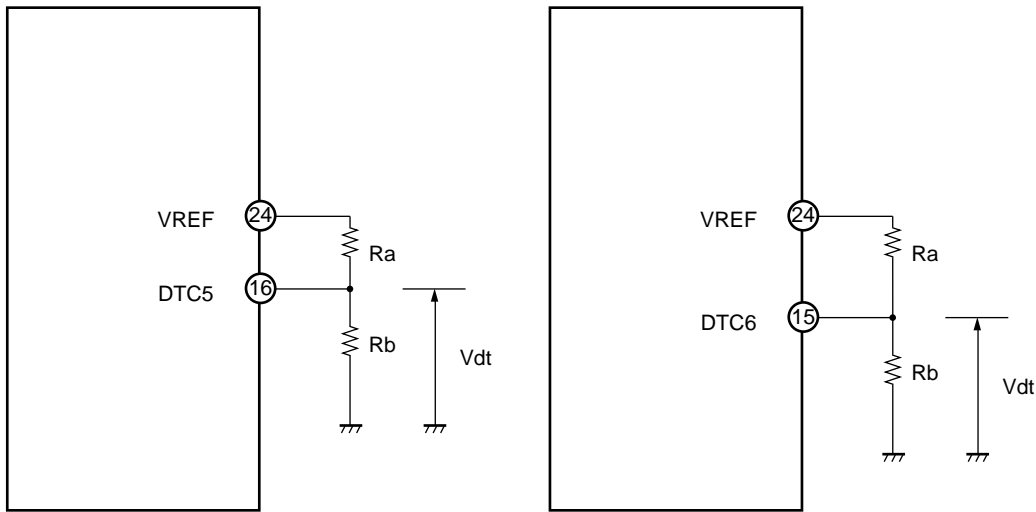 VREF
24
Ra
DTC5
16
Rb
Vdt
VREF
24
Ra
DTC6
15
Rb
Vdt